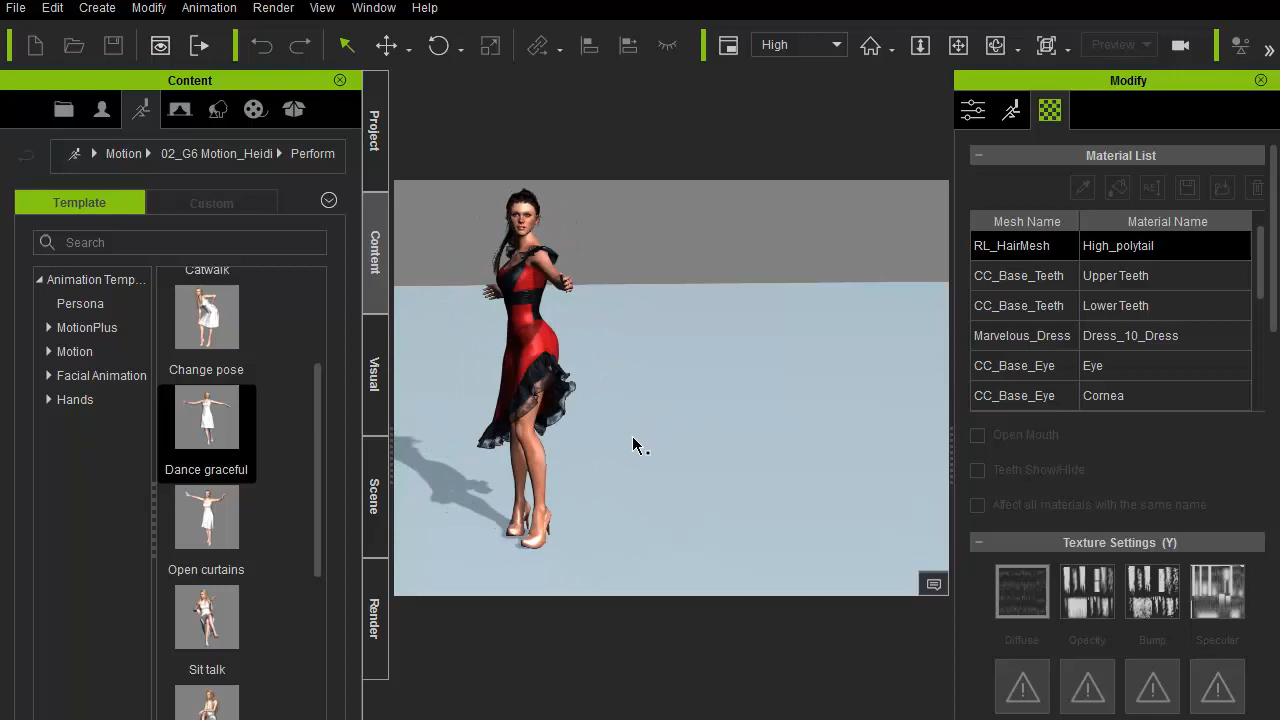 File Edit Create Modify Animation Render View Window Help
High
Preview
Content
Modify
Motion 02_G6 Motion_Heidi Perform
Template Custom
Search
Animation Temp...
Persona
MotionPlus
Motion
Facial Animation
Hands
Catwalk
Change pose
Dance graceful
Open curtains
Sit talk
Project
Content
Visual
Scene
Render
Material List
RE
Mesh Name Material Name
RL_HairMesh High_polytail
CC_Base_Teeth UpperTeeth
CC_Base_Teeth LowerTeeth
Marvelous_Dress Dress_10_Dress
CC_Base_Eye Eye
CC_Base_Eye Cornea
Open Mouth
Teeth Show/Hide
Affect all materials with the same name
Texture Settings (Y)
Diffuse Opacity Bump Specular